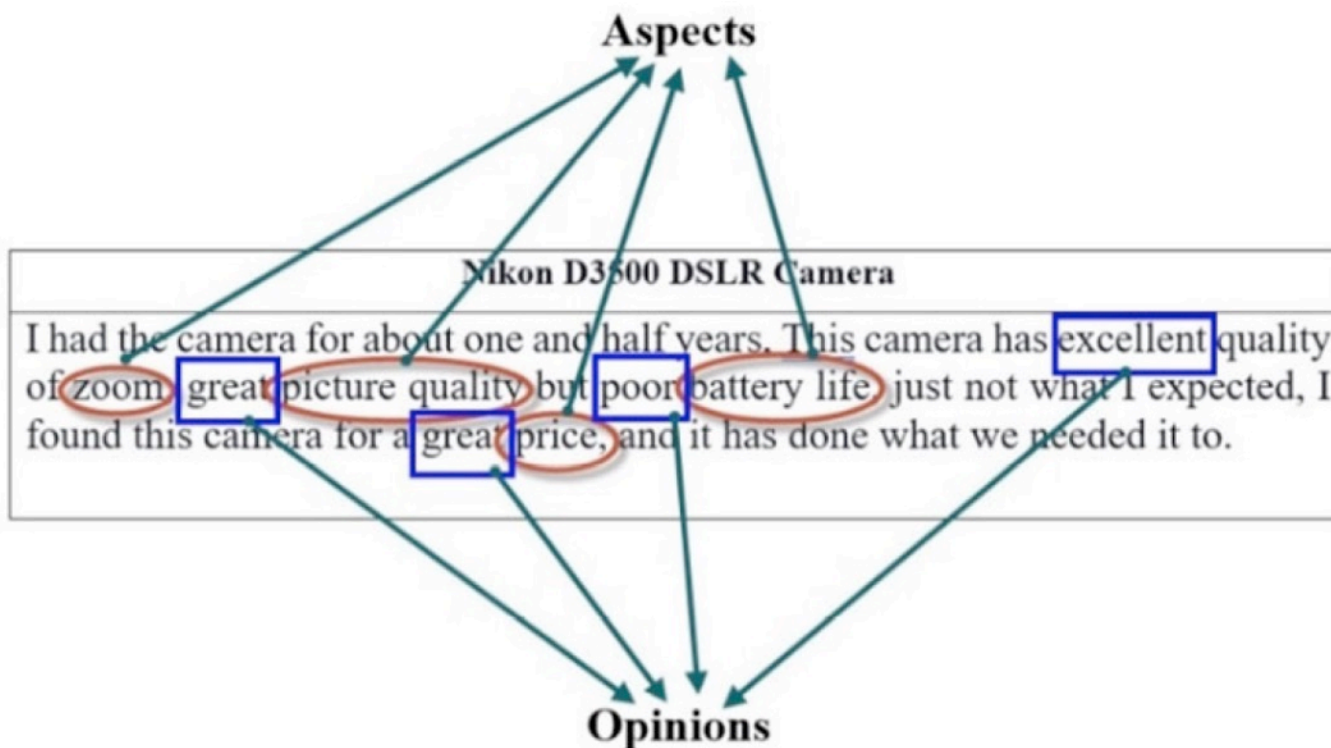 Aspects
Nikon D3500 DSLR Camera
I had the camera for about one and half years. This camera has excellent quality
of zoom, great picture quality but poor battery life, just not what I expected, I
found this camera for a great price, and it has done what we needed it to.
Opinions